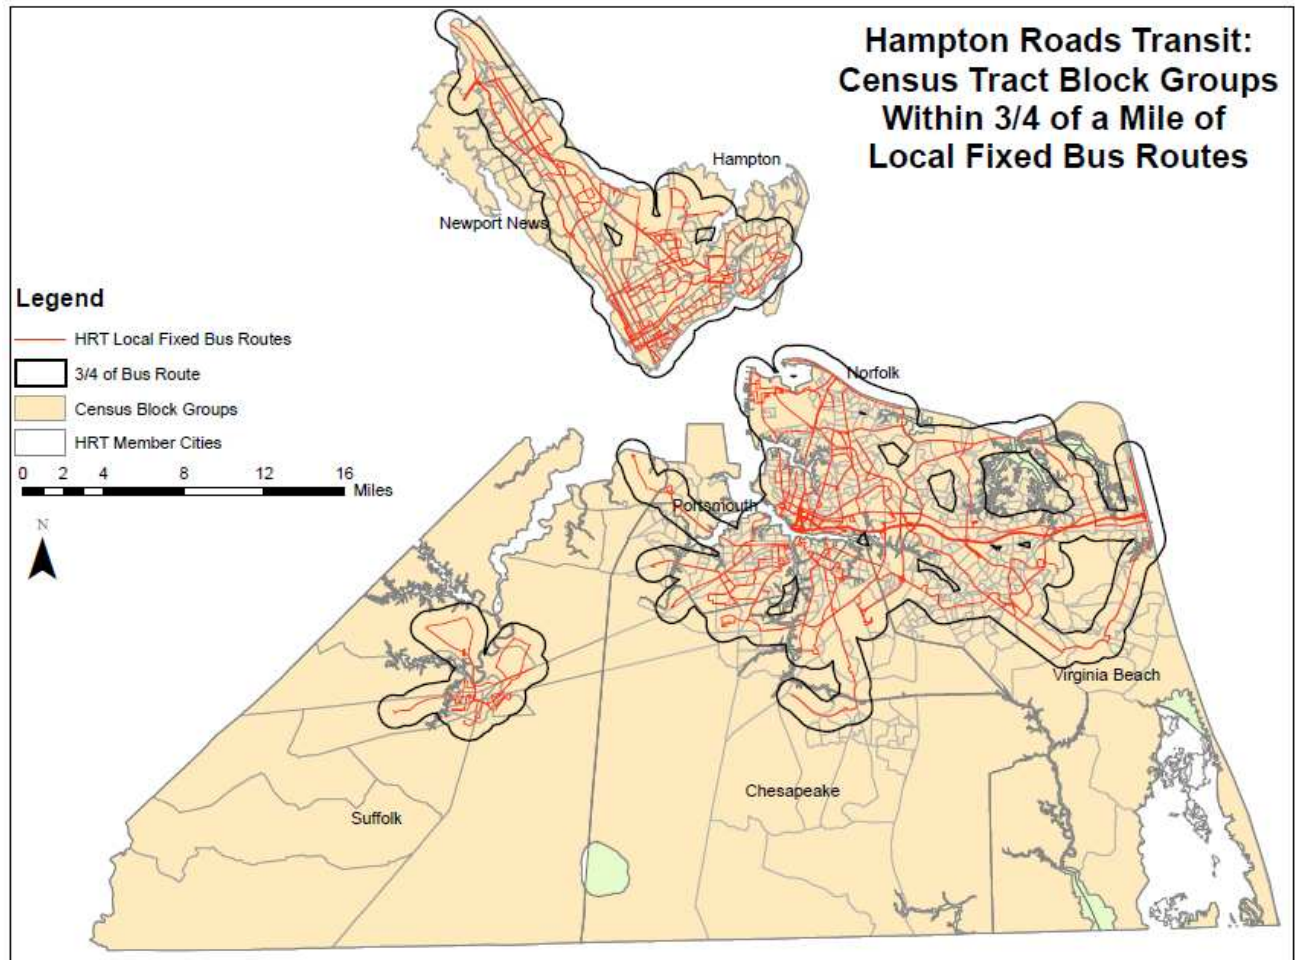 Hampton Roads Transit:
Census Tract Block Groups
Within 3/4 of a Mile of
Local Fixed Bus Routes
Hampton
Newport News
Legend
HRT Local Fixed Bus Routes
3/4 of Bus Route
Census Block Groups
HRT Member Cities
0 2 4 8 12 16
Miles
N
Norfolk
Portsmouth
Virginia Beach
Chesapeake
Suffolk